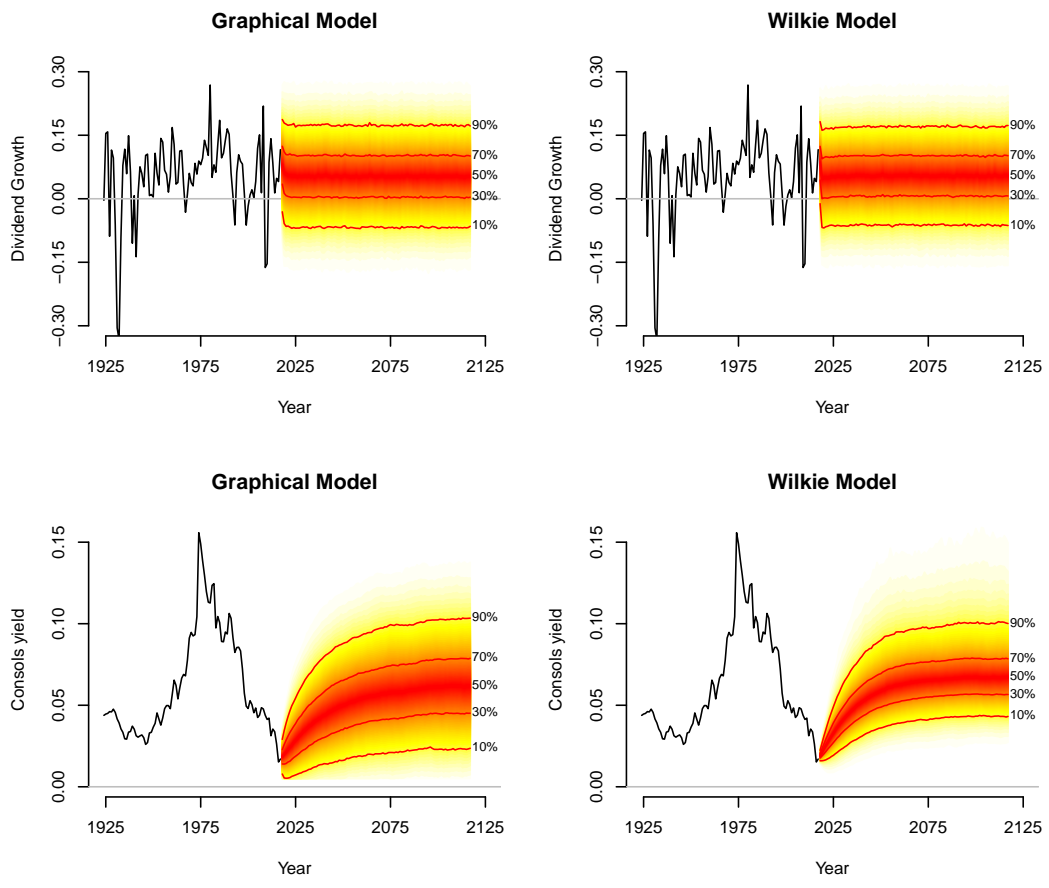 Graphical Model
Dividend Growth
0.30
0.15
0.00
−0.15
−0.30
90%
70%
50%
30%
10%
1925 1975 2025 2075 2125
Year
Wilkie Model
Dividend Growth
0.30
0.15
0.00
−0.15
−0.30
90%
70%
50%
30%
10%
1925 1975 2025 2075 2125
Year
Graphical Model
Consols yield
0.15
0.10
0.05
0.00
90%
70%
50%
30%
10%
1925 1975 2025 2075 2125
Year
Wilkie Model
Consols yield
0.15
0.10
0.05
0.00
90%
70%
50%
30%
10%
1925 1975 2025 2075 2125
Year